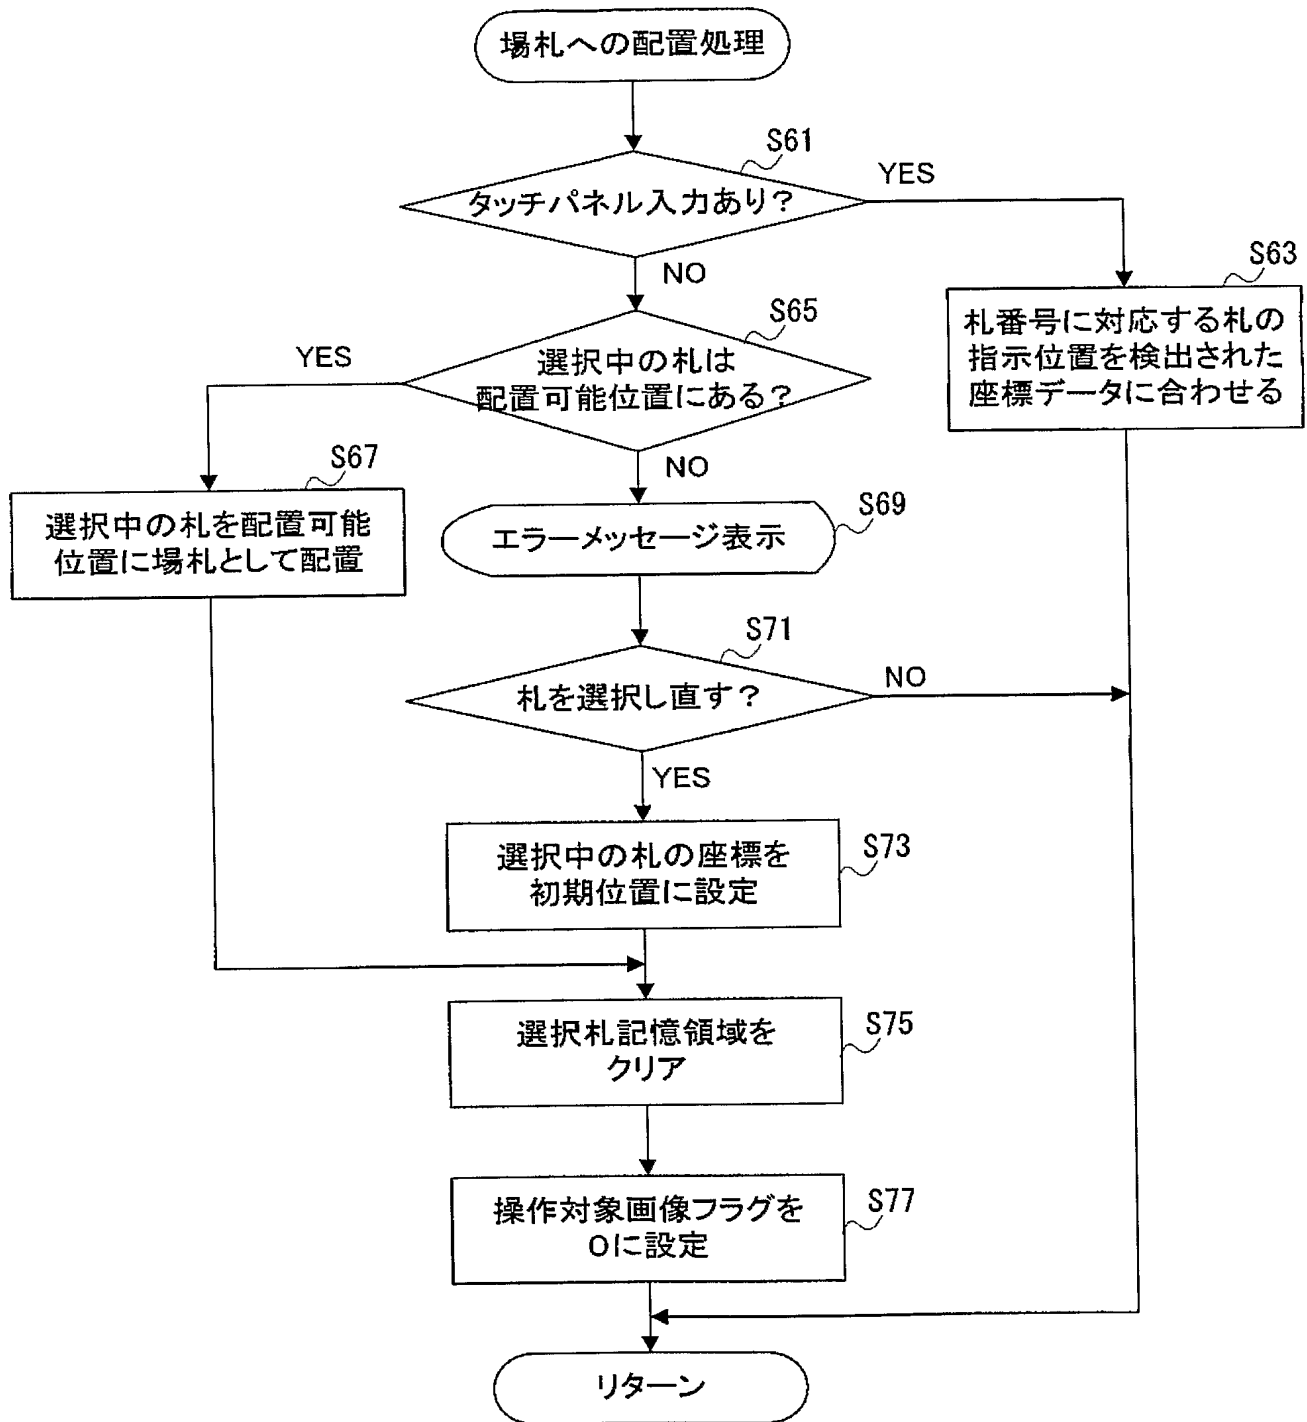 場札への配置処理
S61
タッチパネル入力あり?
YES
NO
S63
札番号に対応する札の
指示位置を検出された
座標データに合わせる
S65
YES
選択中の札は
配置可能位置にある?
NO
S67
選択中の札を配置可能
位置に場札として配置
S69
エラーメッセージ表示
S71
札を選択し直す?
NO
YES
S73
選択中の札の座標を
初期位置に設定
S75
選択札記憶領域を
クリア
S77
操作対象画像フラグを
0に設定
リターン